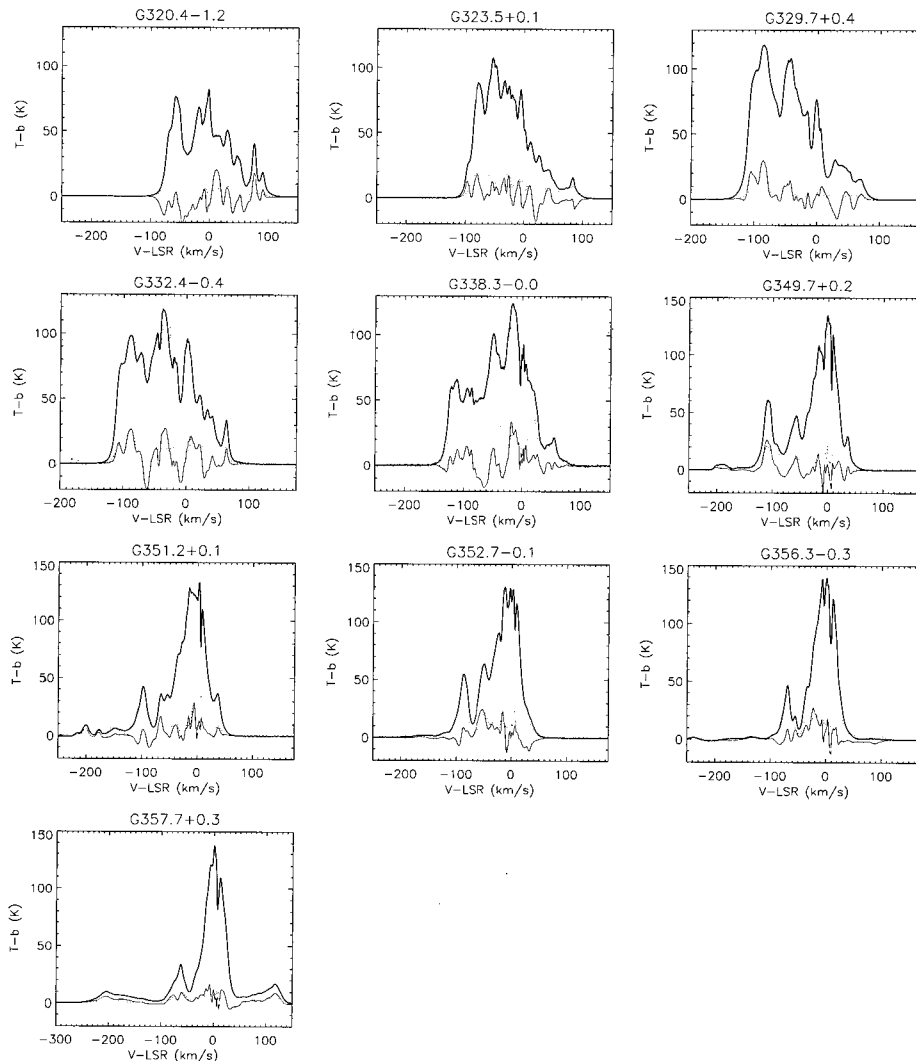 G320.4−1.2
T−b (K)
100
50
0
−200 −100 0 100
V−LSR (km/s)
G323.5+0.1
T−b (K)
100
50
0
−200 −100 0 100
V−LSR (km/s)
G329.7+0.4
T−b (K)
100
50
0
−200 −100 0 100
V−LSR (km/s)
G332.4−0.4
T−b (K)
100
50
0
−200 −100 0 100
V−LSR (km/s)
G338.3−0.0
T−b (K)
100
50
0
−200 −100 0 100
V−LSR (km/s)
G349.7+0.2
T−b (K)
150
100
50
0
−200 −100 0 100
V−LSR (km/s)
G351.2+0.1
T−b (K)
150
100
50
0
−200 −100 0 100
V−LSR (km/s)
G352.7−0.1
T−b (K)
150
100
50
0
−200 −100 0 100
V−LSR (km/s)
G356.3−0.3
T−b (K)
150
100
50
0
−200 −100 0 100
V−LSR (km/s)
G357.7+0.3
T−b (K)
150
100
50
0
−300 −200 −100 0 100
V−LSR (km/s)